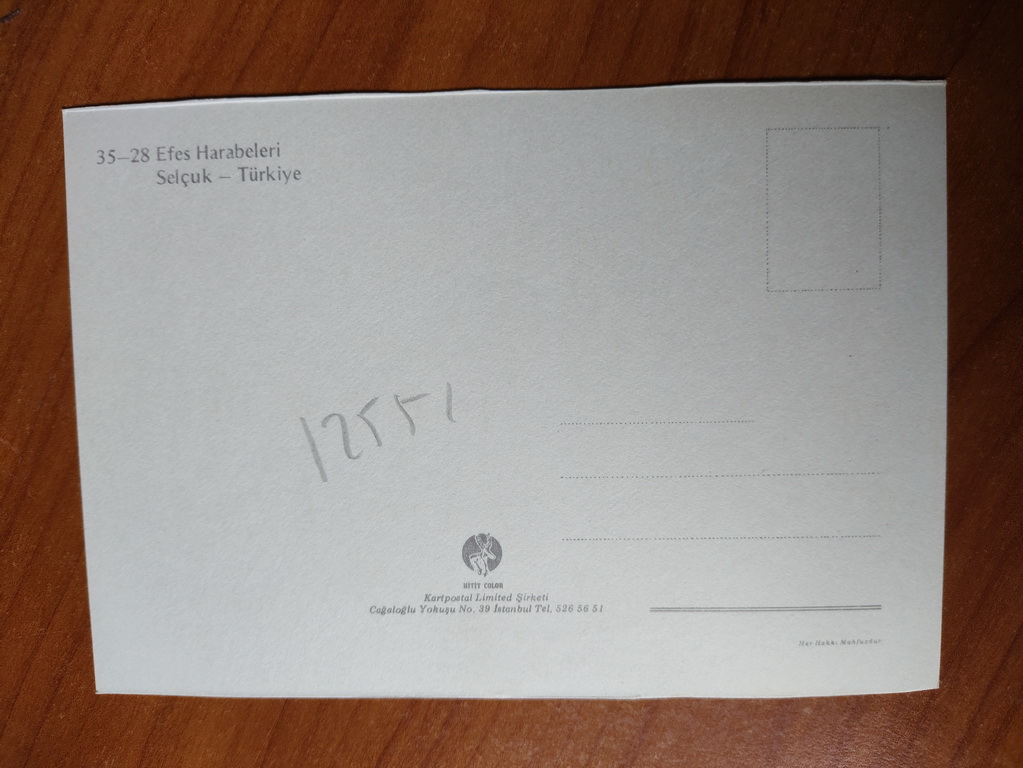 35–28 Efes Harabeleri
Selçuk – Türkiye
12551
HITIT COLOR
Kartpostal Limited Şirketi
Cağaloğlu Yokuşu No. 39 İstanbul Tel. 526 56 51
Her Hakkı Mahfuzdur